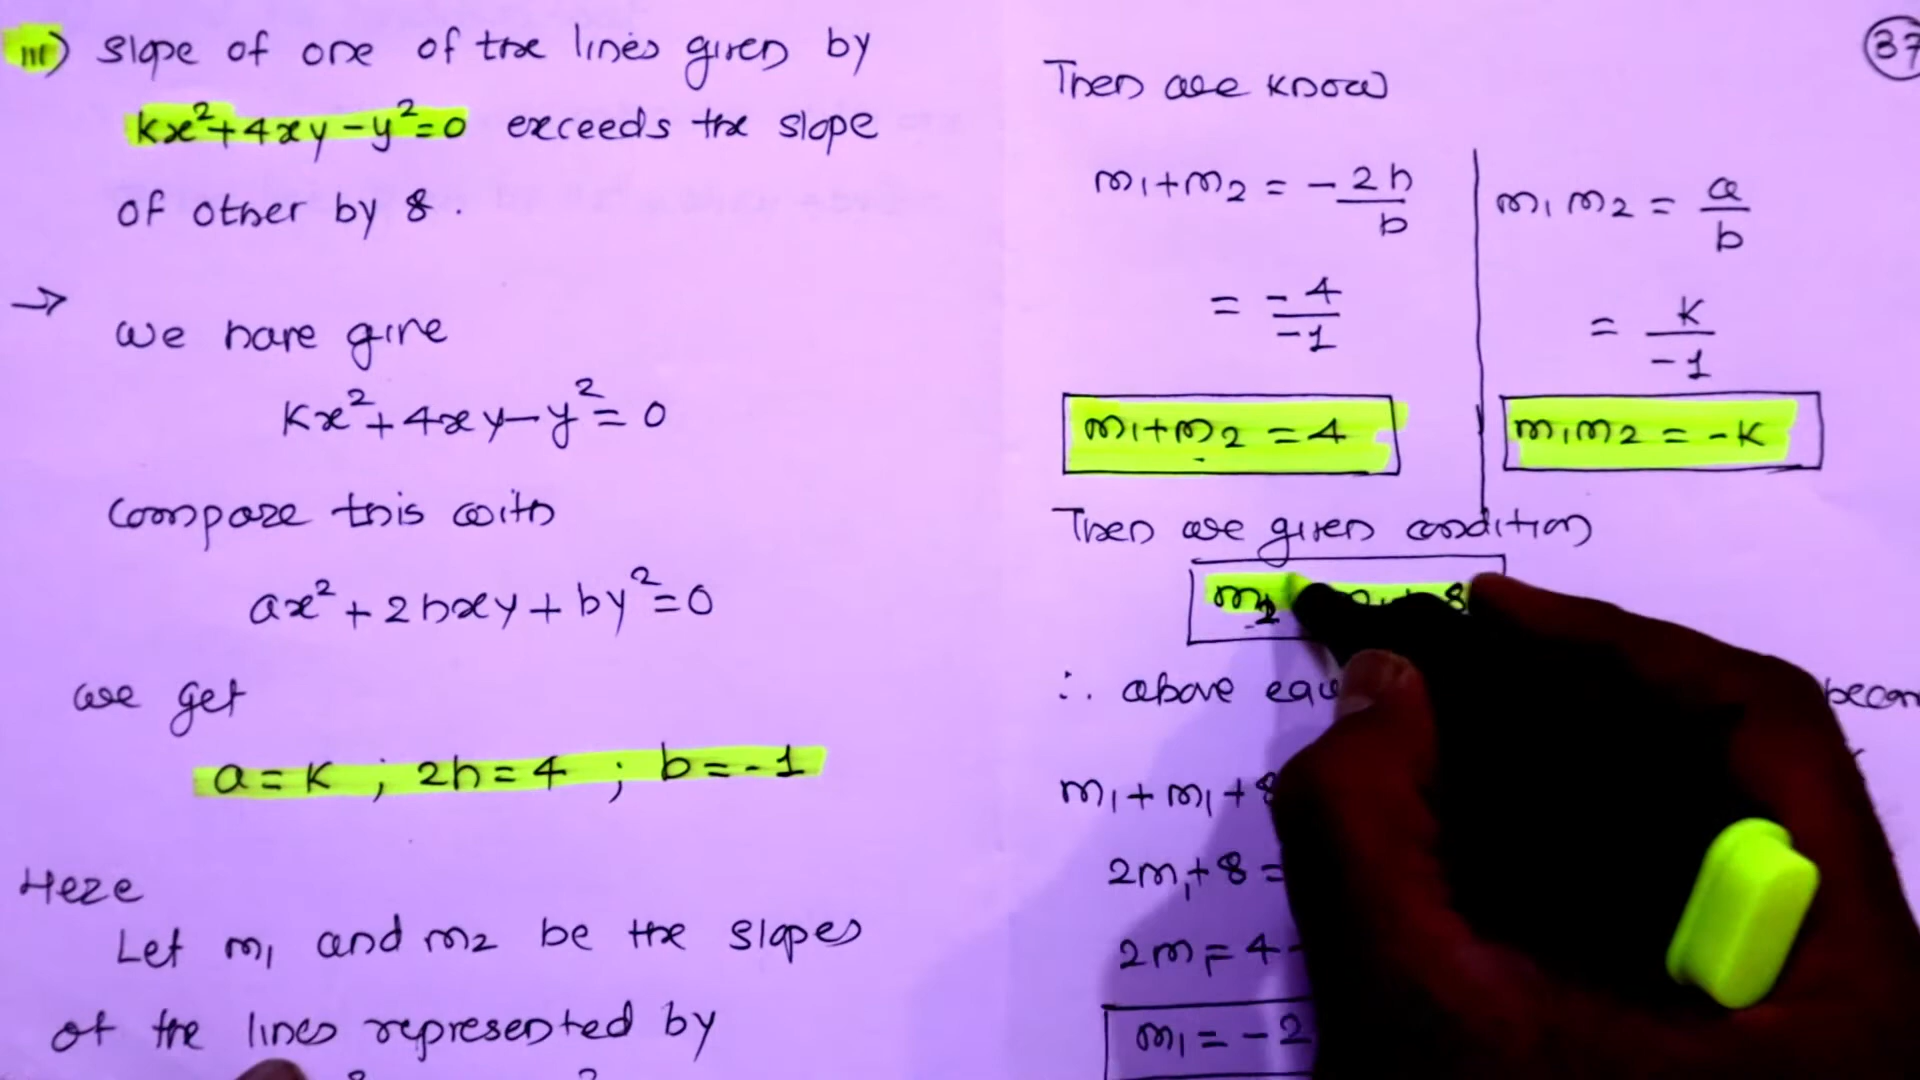 iii) slope of one of the lines given by
kx²+4xy-y²=0 exceeds the slope
of other by 8.
→ we have give
kx²+4xy-y²=0
compare this with
ax²+2hxy+by²=0
we get
a=k ; 2h=4 ; b=-1
Here
Let m1 and m2 be the slopes
of the lines represented by
37
Then we know
m1+m2 = -2h/b
= -4/-1
m1+m2 = 4
m1m2 = a/b
= k/-1
m1m2 = -k
Then we given condition
m2 8
∴ above becom
m1+m1+8
2m1+8=
2m1=4-
m1=-2